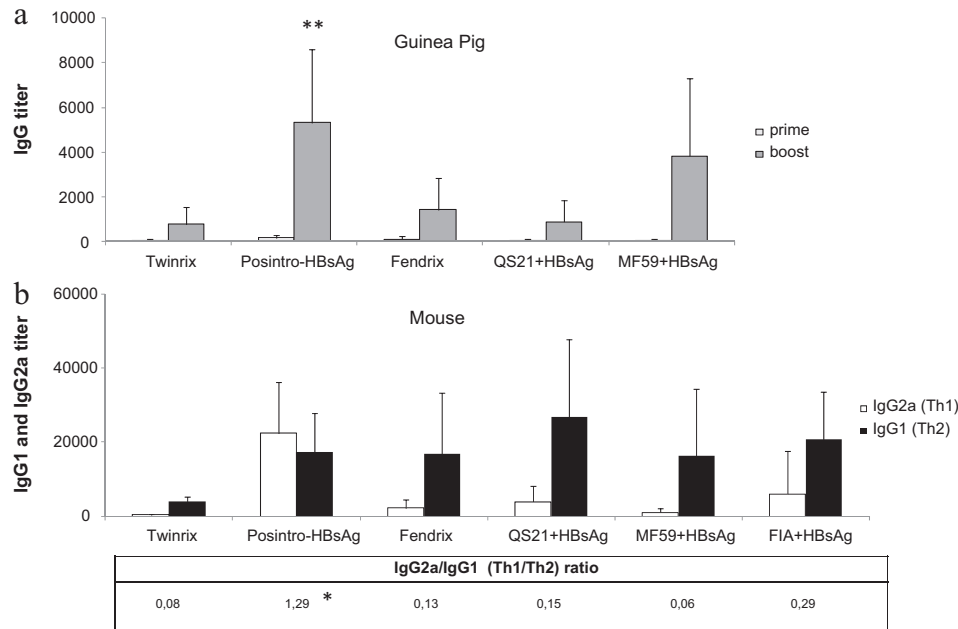 a
10000
**
Guinea Pig
8000
6000
4000
2000
0
IgG titer
prime
boost
Twinrix Posintro-HBsAg Fendrix QS21+HBsAg MF59+HBsAg
b
60000
Mouse
40000
20000
0
IgG1 and IgG2a titer
IgG2a (Th1)
IgG1 (Th2)
Twinrix Posintro-HBsAg Fendrix QS21+HBsAg MF59+HBsAg FIA+HBsAg
IgG2a/IgG1 (Th1/Th2) ratio
0,08 1,29 * 0,13 0,15 0,06 0,29